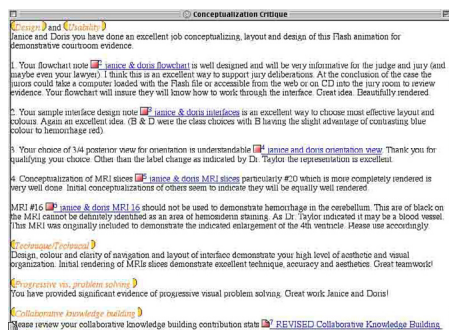 Conceptualization Critique
Design and Usability
Janice and Doris you have done an excellent job conceptualizing, layout and design of this Flash animation for
demonstrative courtroom evidence.
1. Your flowchart note 1 janice & doris flowchart is well designed and will be very informative for the judge and jury (and
maybe even your lawyer). I think this is an excellent way to support jury deliberations. At the conclusion of the case the
jurors could take a computer loaded with the Flash file or accessible from the web or on CD into the jury room to review
evidence. Your flowchart will insure they will know how to work through the interface. Great idea. Beautifully rendered.
2. Your sample interface design note janice & doris interfaces is an excellent way to choose most effective layout and
colours. Again an excellent idea. (B & D were the class choices with B having the slight advantage of contrasting blue
colour to hemorrhage red).
3. Your choice of 3/4 posterior view for orientation is understandable janice and doris orientation view. Thank you for
qualifying your choice. Other than the label change as indicated by Dr. Taylor the representation is excellent.
4. Conceptualization of MRI slices janice & doris MRI slices particularly #20 which is more completely rendered is
very well done. Initial conceptualizations of others seem to indicate they will be equally well rendered.
MRI #16 janice & doris MRI 16 should not be used to demonstrate hemorrhage in the cerebellum. This are of black on
the MRI cannot be definitely identified as an area of hemosiderin staining. As Dr. Taylor indicated it may be a blood vessel.
This MRI was originally included to demonstrate the indicated enlargement of the 4th ventricle. Please use accordingly.
Technique/Technical
Design, colour and clarity of navigation and layout of interface demonstrate your high level of aesthetic and visual
organization. Initial rendering of MRIs slices demonstrate excellent technique, accuracy and aesthetics. Great teamwork!
Progressive vis. problem solving
You have provided significant evidence of progressive visual problem solving. Great work Janice and Doris!
Collaborative knowledge building
Please review your collaborative knowledge building contribution stats 7 REVISED Collaborative Knowledge Building